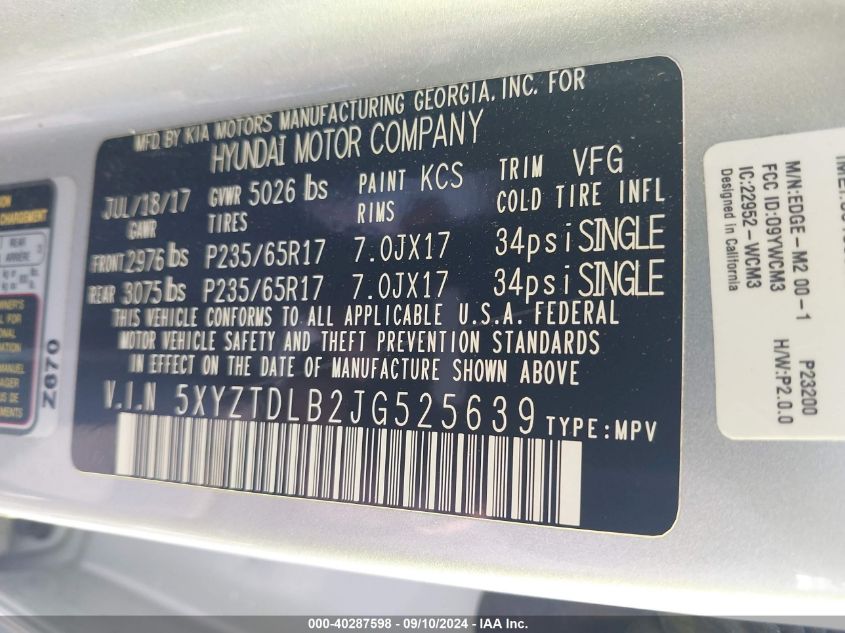 MFD BY KIA MOTORS MANUFACTURING GEORGIA, INC. FOR
HYUNDAI MOTOR COMPANY
JUL/18/17 GVWR 5026 lbs PAINT KCS TRIM VFG
GAWR TIRES RIMS COLD TIRE INFL
FRONT 2976 lbs P235/65R17 7.0JX17 34psi SINGLE
REAR 3075 lbs P235/65R17 7.0JX17 34psi SINGLE
THIS VEHICLE CONFORMS TO ALL APPLICABLE U.S.A. FEDERAL
MOTOR VEHICLE SAFETY AND THEFT PREVENTION STANDARDS
IN EFFECT ON THE DATE OF MANUFACTURE SHOWN ABOVE
V.I.N 5XYZTDLB2JG525639 TYPE:MPV
Z670
REAR
ARRIERE
M/N:EDGE-M2 00-1 P23200
FCC ID:09YWCM3 H/W:P2.0.0
IC:22952-WCM3
Designed in California
000-40287598 - 09/10/2024 - IAA Inc.